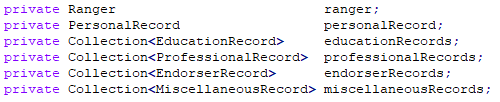 private Ranger                          ranger;
private PersonalRecord                  personalRecord;
private Collection<EducationRecord>     educationRecords;
private Collection<ProfessionalRecord>  professionalRecords;
private Collection<EndorserRecord>      endorserRecords;
private Collection<MiscellaneousRecord> miscellaneousRecords;